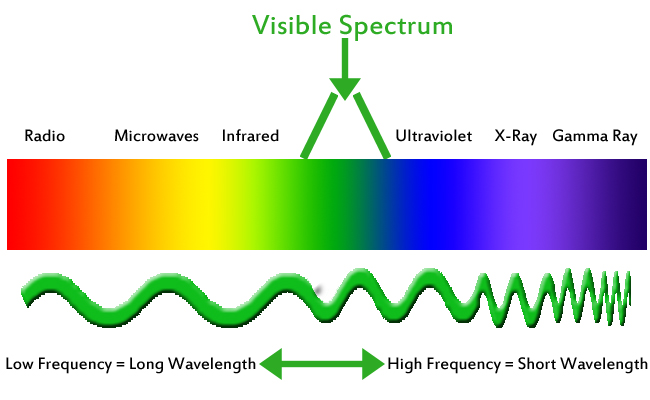 Visible Spectrum
Radio Microwaves Infrared Ultraviolet X-Ray Gamma Ray
Low Frequency = Long Wavelength High Frequency = Short Wavelength